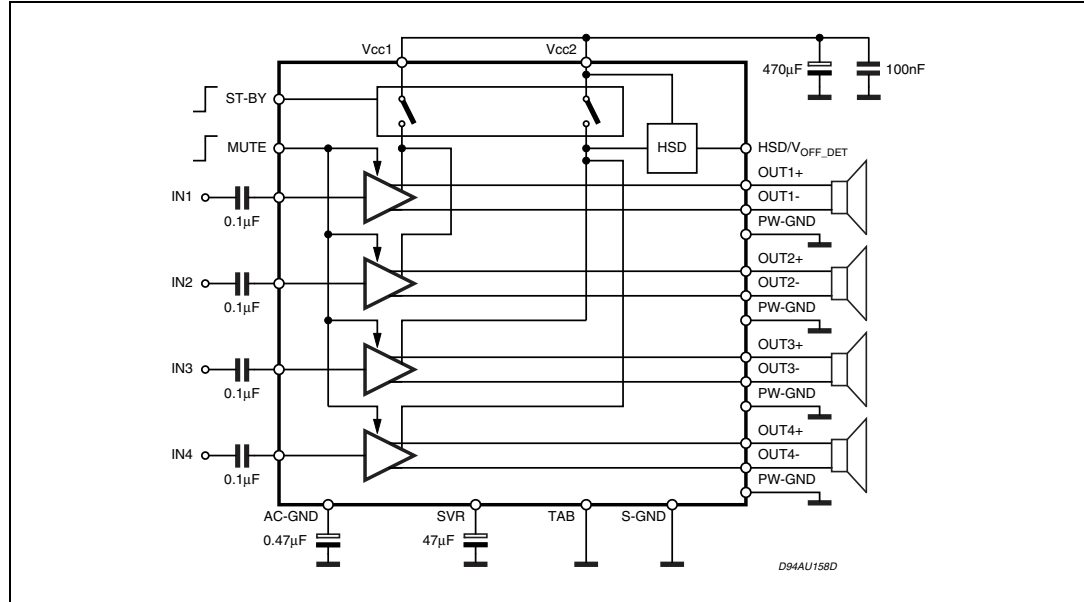 Vcc1
Vcc2
470μF
100nF
ST-BY
MUTE
HSD
HSD/V_OFF_DET
OUT1+
IN1
OUT1-
0.1μF
PW-GND
OUT2+
IN2
OUT2-
0.1μF
PW-GND
OUT3+
IN3
OUT3-
0.1μF
PW-GND
OUT4+
IN4
OUT4-
0.1μF
PW-GND
AC-GND
SVR
TAB
S-GND
0.47μF
47μF
D94AU158D